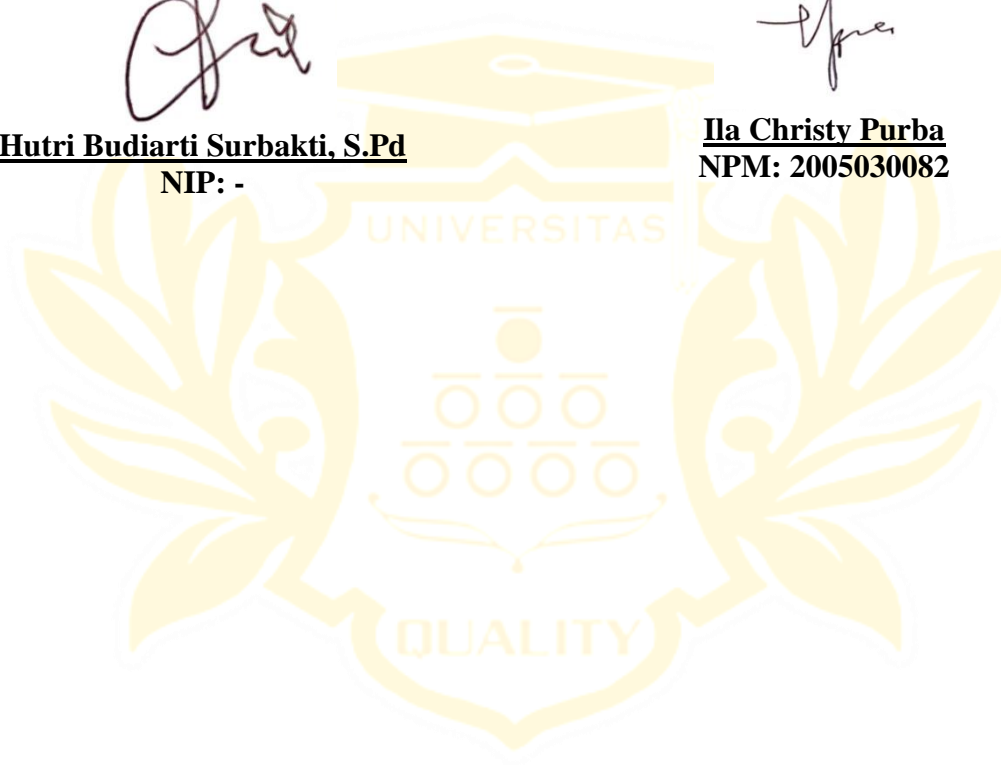 Hutri Budiarti Surbakti, S.Pd
NIP: -
Ila Christy Purba
NPM: 2005030082
UNIVERSITAS
QUALITY